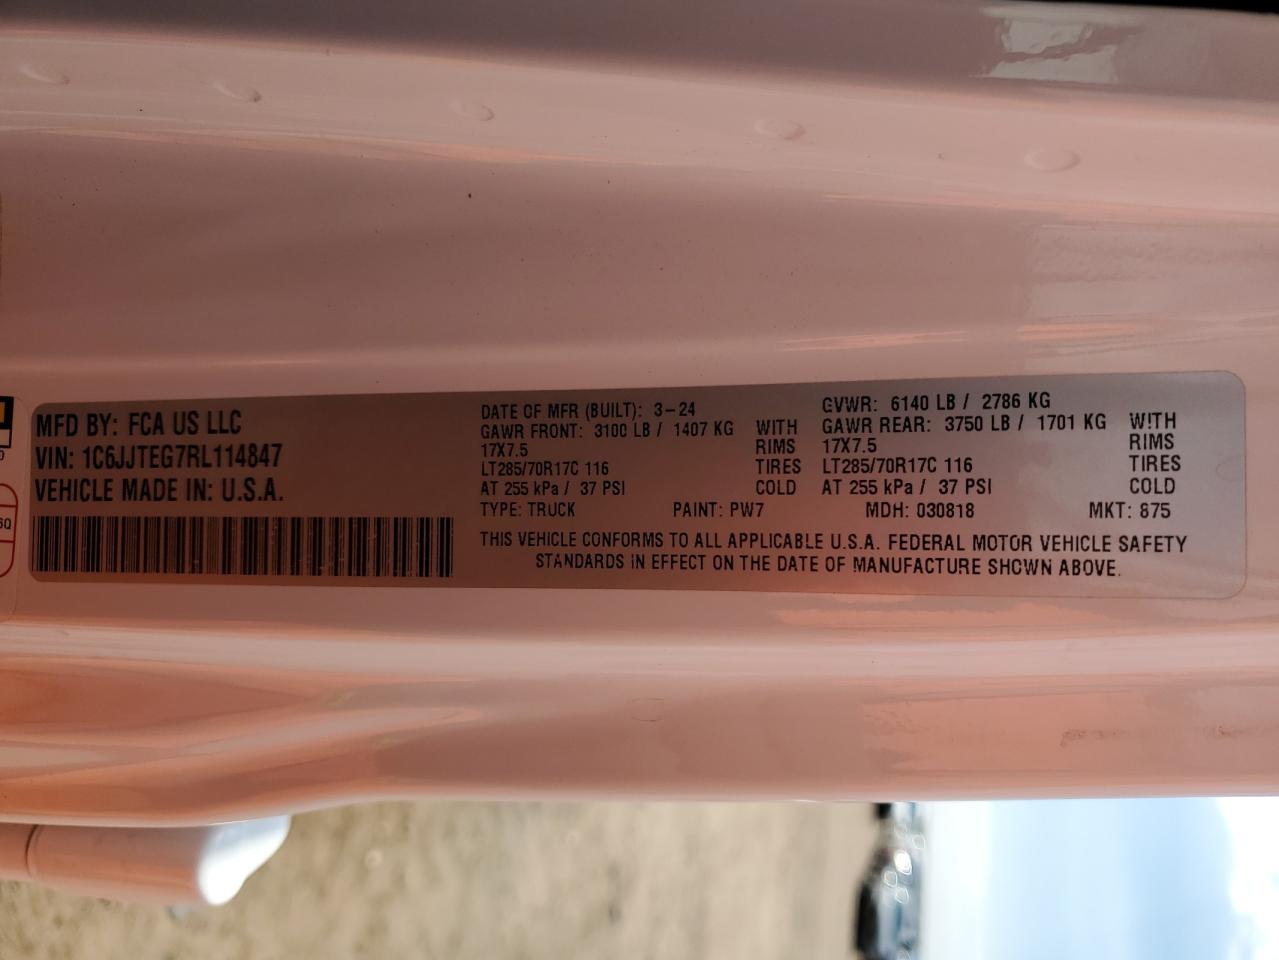 MFD BY: FCA US LLC
VIN: 1C6JJTEG7RL114847
VEHICLE MADE IN: U.S.A.
DATE OF MFR (BUILT): 3-24 GVWR: 6140 LB / 2786 KG
GAWR FRONT: 3100 LB / 1407 KG WITH GAWR REAR: 3750 LB / 1701 KG WITH
17X7.5 RIMS 17X7.5 RIMS
LT285/70R17C 116 TIRES LT285/70R17C 116 TIRES
AT 255 kPa / 37 PSI COLD AT 255 kPa / 37 PSI COLD
TYPE: TRUCK PAINT: PW7 MDH: 030818 MKT: 875
THIS VEHICLE CONFORMS TO ALL APPLICABLE U.S.A. FEDERAL MOTOR VEHICLE SAFETY
STANDARDS IN EFFECT ON THE DATE OF MANUFACTURE SHOWN ABOVE.